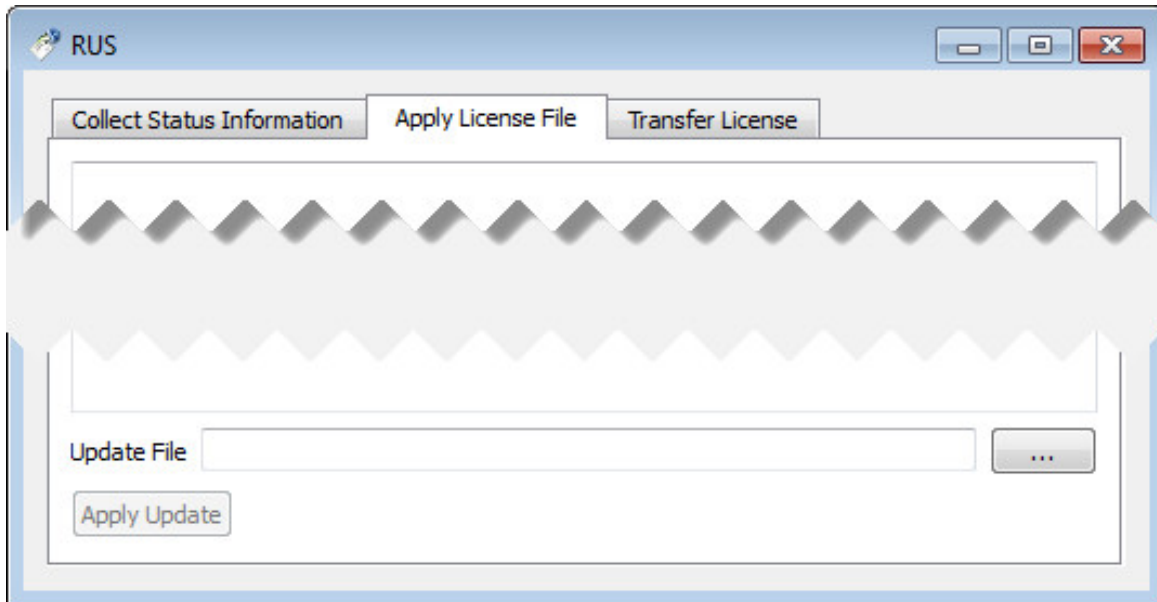 RUS
Collect Status Information Apply License File Transfer License
Update File ...
Apply Update